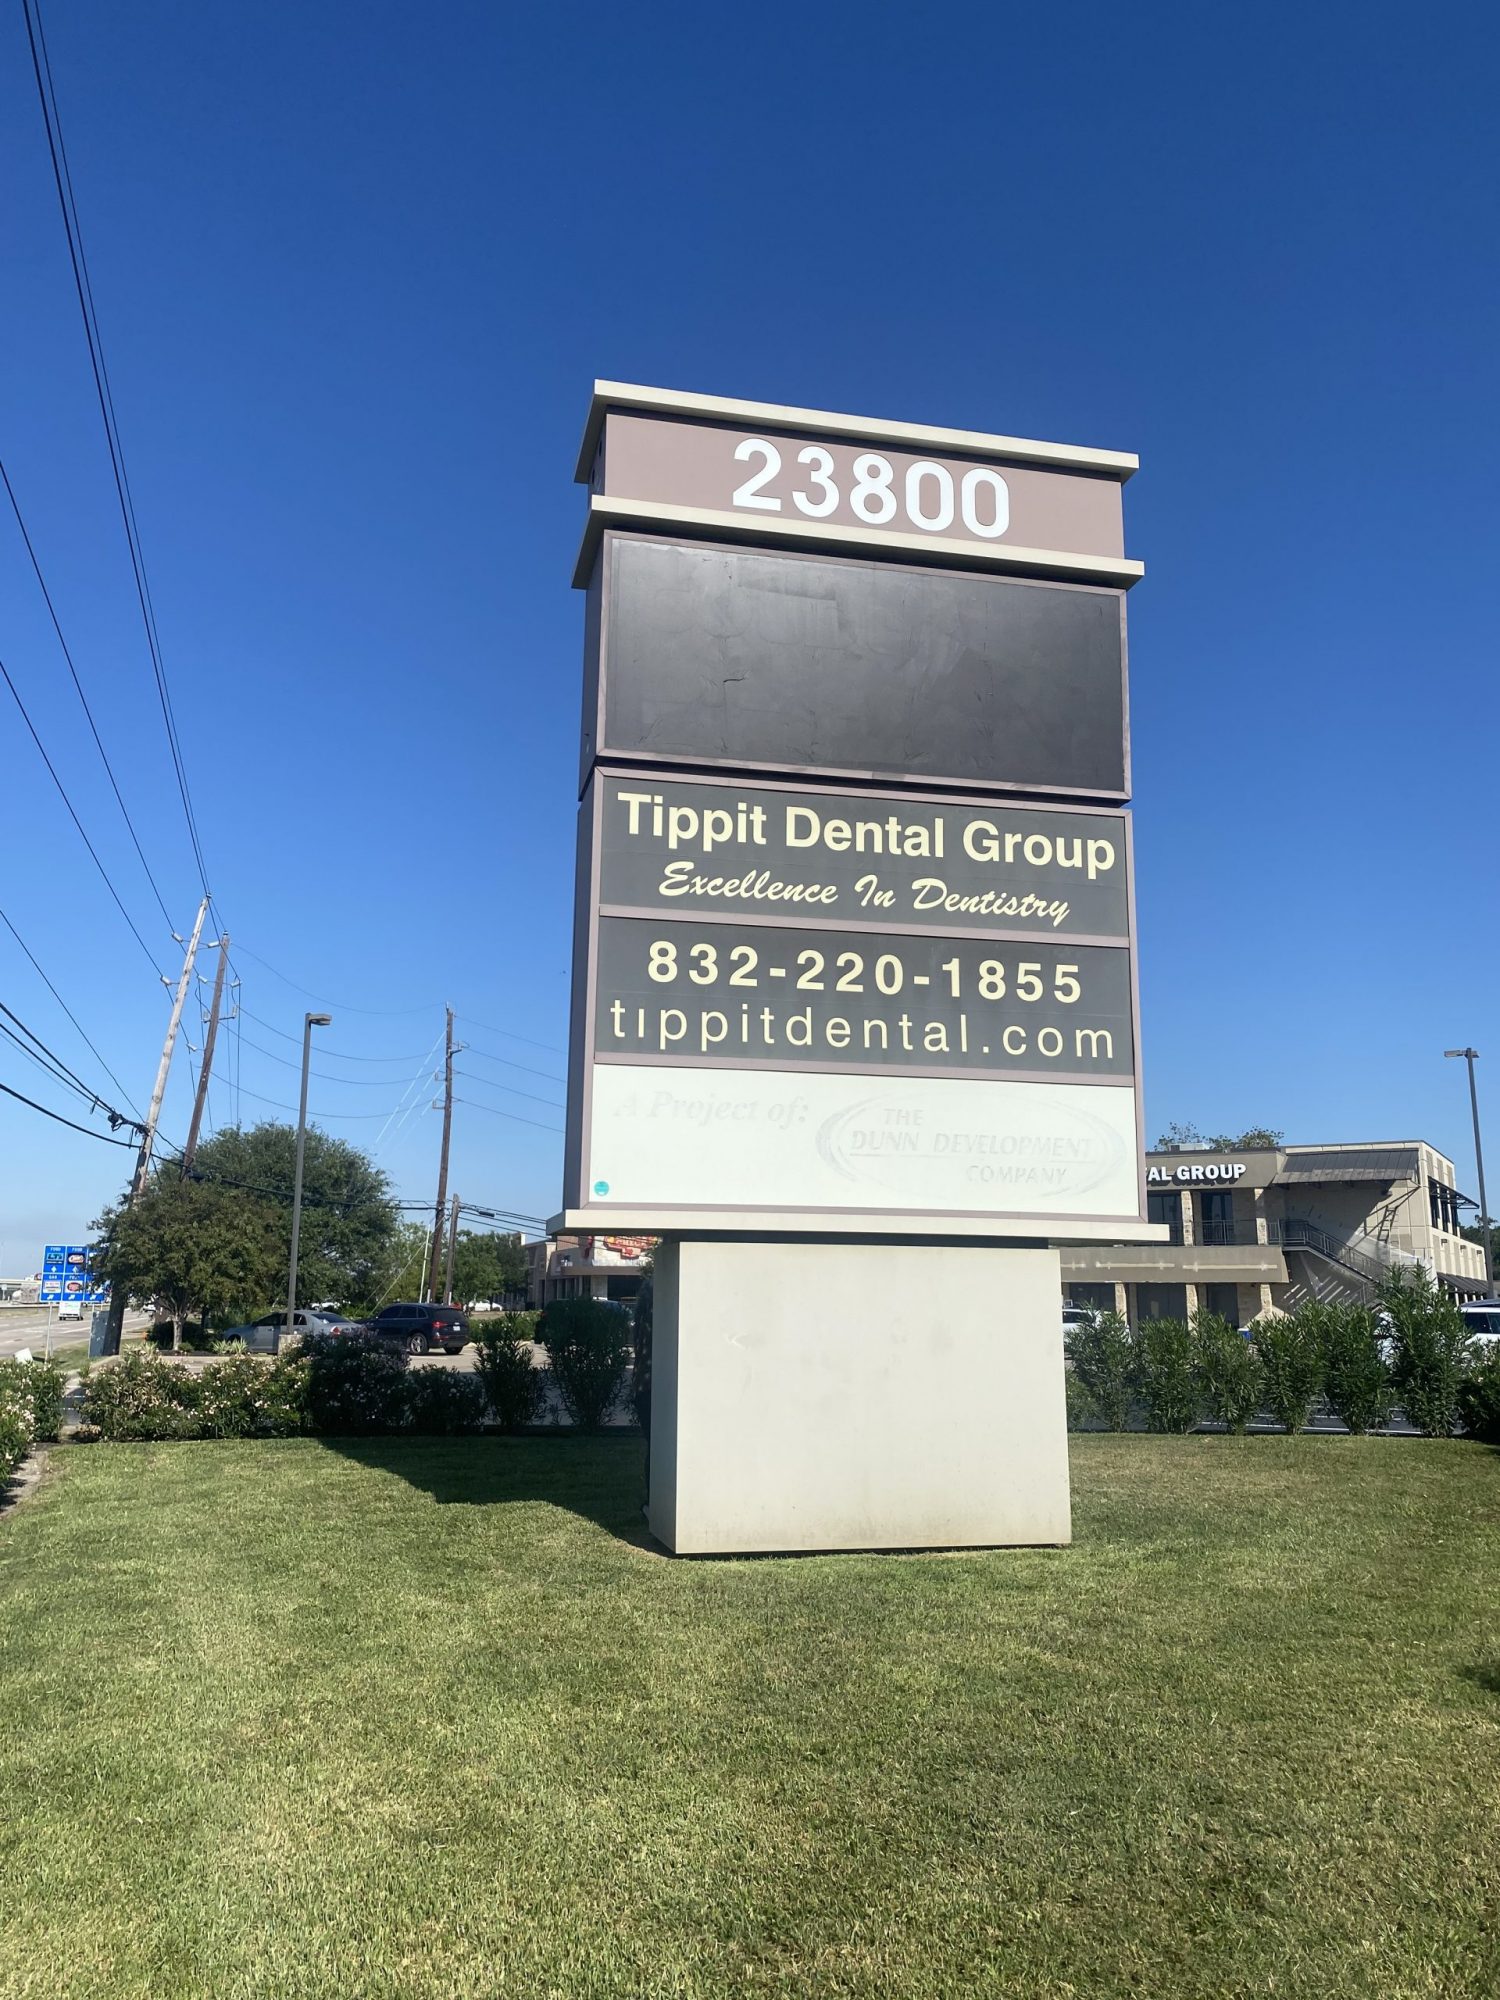 23800
Tippit Dental Group
Excellence In Dentistry
832-220-1855
tippitdental.com
A Project of:
THE
DUNN DEVELOPMENT
COMPANY
AL GROUP